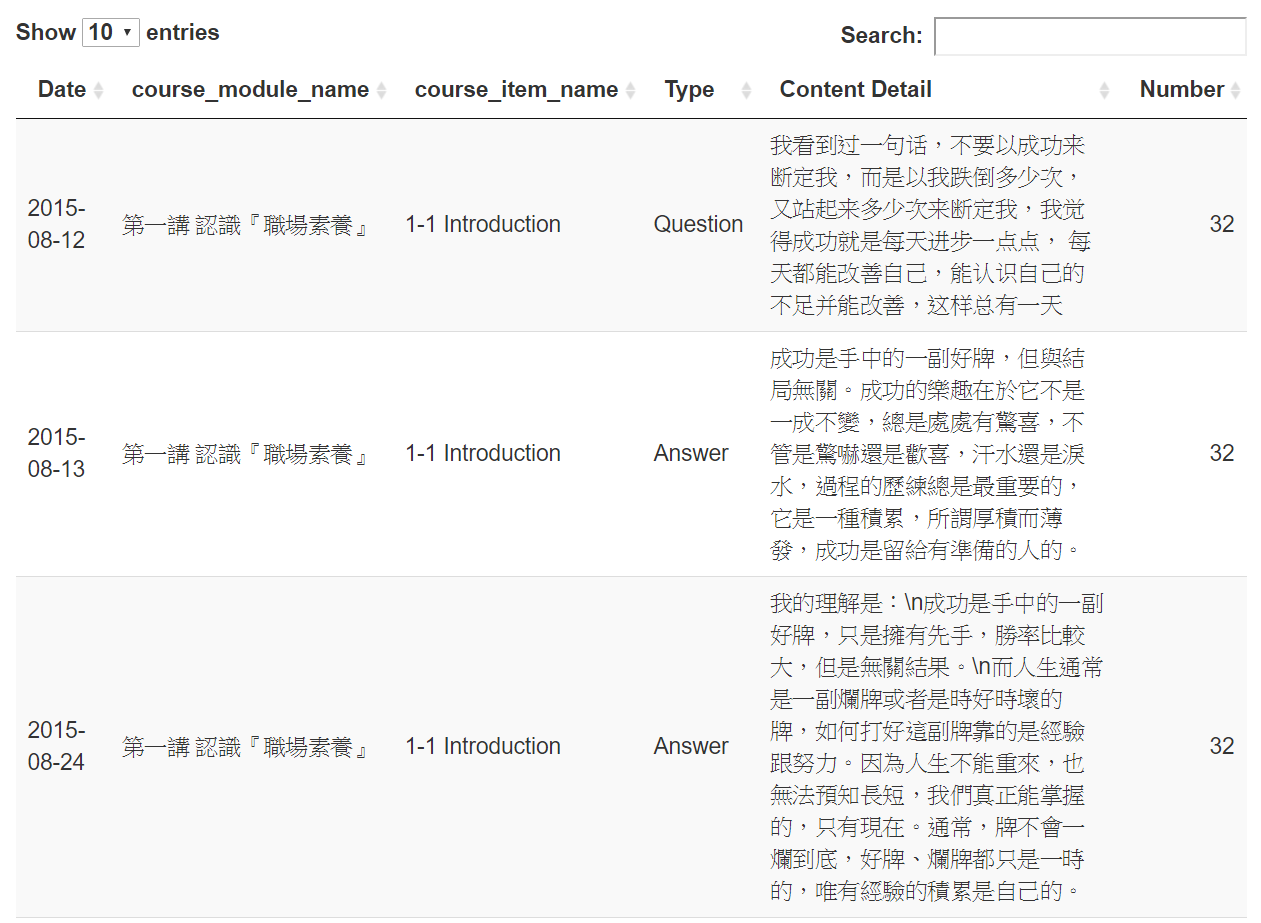 Show 10 entries
Search:
Date course_module_name course_item_name Type Content Detail Number
2015-
08-12
第一講 認識『職場素養』
1-1 Introduction
Question
我看到过一句话，不要以成功来
断定我，而是以我跌倒多少次，
又站起来多少次来断定我，我觉
得成功就是每天进步一点点， 每
天都能改善自己，能认识自己的
不足并能改善，这样总有一天
32
2015-
08-13
第一講 認識『職場素養』
1-1 Introduction
Answer
成功是手中的一副好牌，但與結
局無關。成功的樂趣在於它不是
一成不變，總是處處有驚喜，不
管是驚嚇還是歡喜，汗水還是淚
水，過程的歷練總是最重要的，
它是一種積累，所謂厚積而薄
發，成功是留給有準備的人的。
32
2015-
08-24
第一講 認識『職場素養』
1-1 Introduction
Answer
我的理解是：\n成功是手中的一副
好牌，只是擁有先手，勝率比較
大，但是無關結果。\n而人生通常
是一副爛牌或者是時好時壞的
牌，如何打好這副牌靠的是經驗
跟努力。因為人生不能重來，也
無法預知長短，我們真正能掌握
的，只有現在。通常，牌不會一
爛到底，好牌、爛牌都只是一時
的，唯有經驗的積累是自己的。
32